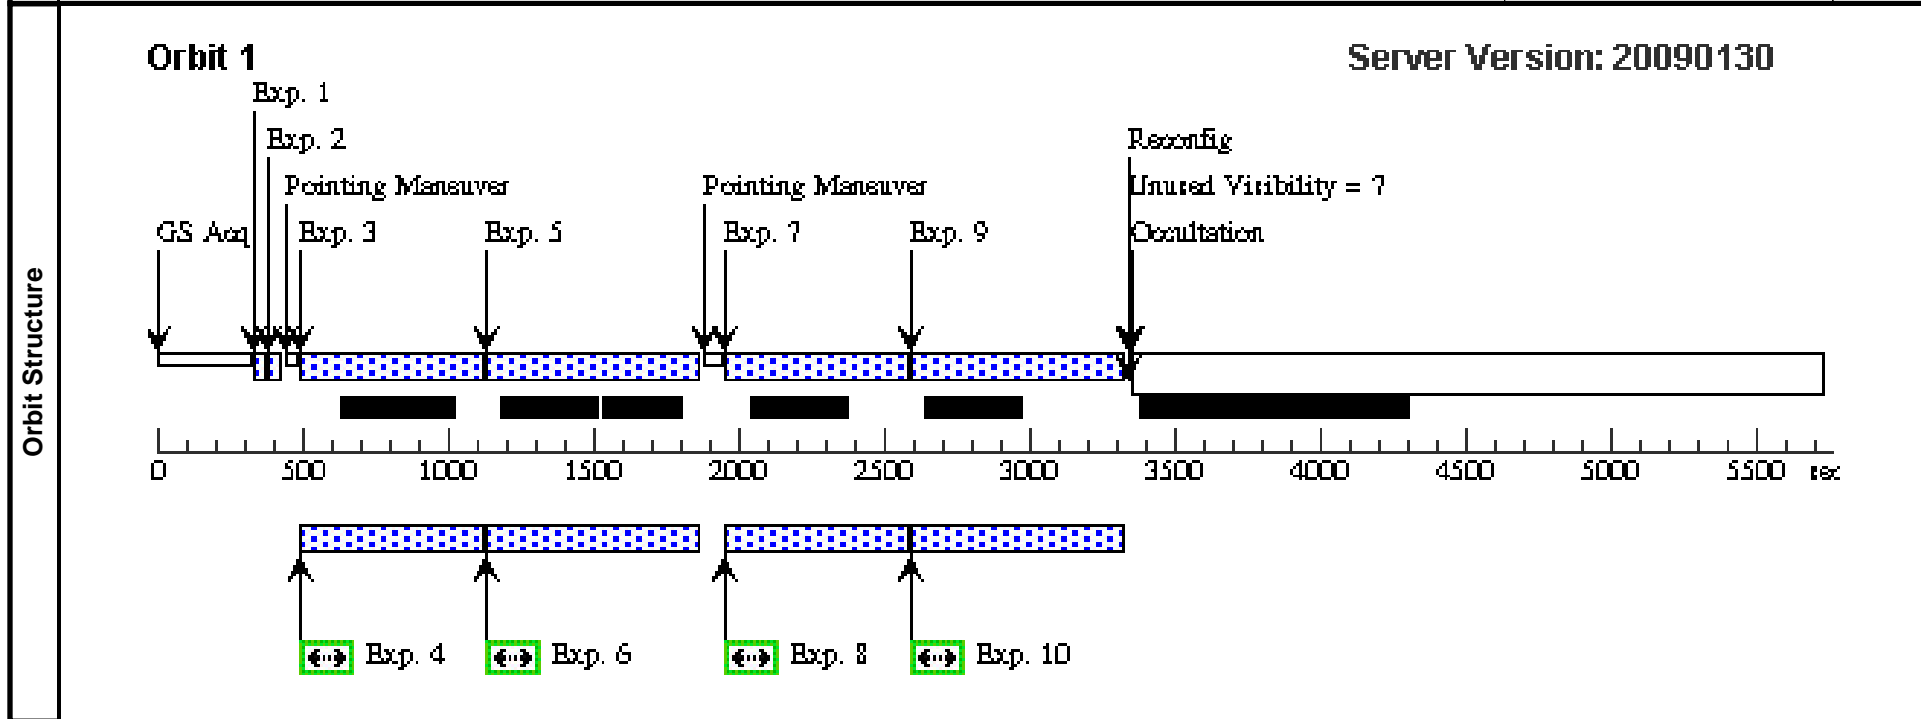 Orbit 1 Server Version: 20090130
Exp. 1
Exp. 2 Reconfig
Pointing Maneuver Pointing Maneuver Unused Visibility = 7
GS Acq Exp. 3 Exp. 5 Exp. 7 Exp. 9 Occultation
Orbit Structure
0 500 1000 1500 2000 2500 3000 3500 4000 4500 5000 5500 sec
Exp. 4 Exp. 6 Exp. 8 Exp. 10